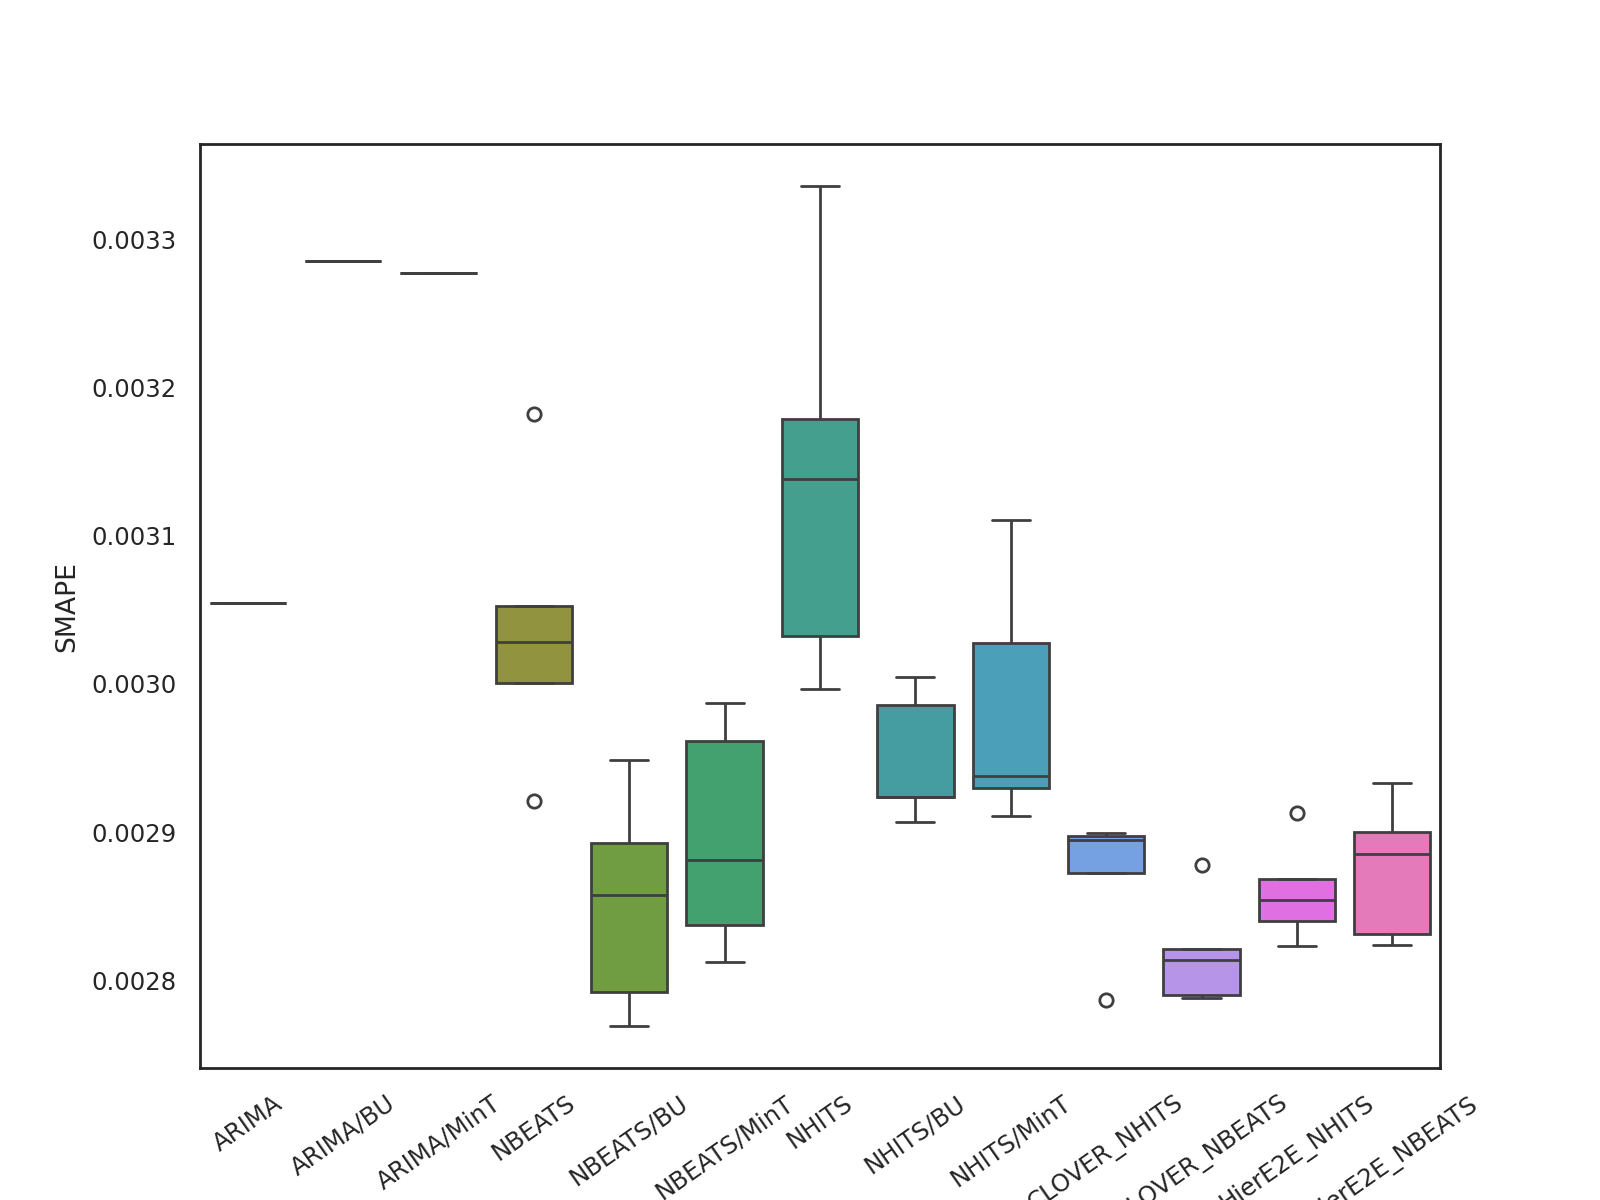 0.0033
0.0032
0.0031
0.0030
0.0029
0.0028
SMAPE
ARIMA
ARIMA/BU
ARIMA/MinT
NBEATS
NBEATS/BU
NBEATS/MinT
NHITS
NHITS/BU
NHITS/MinT
CLOVER_NHITS
LOVER_NBEATS
HierE2E_NHITS
ierE2E_NBEATS